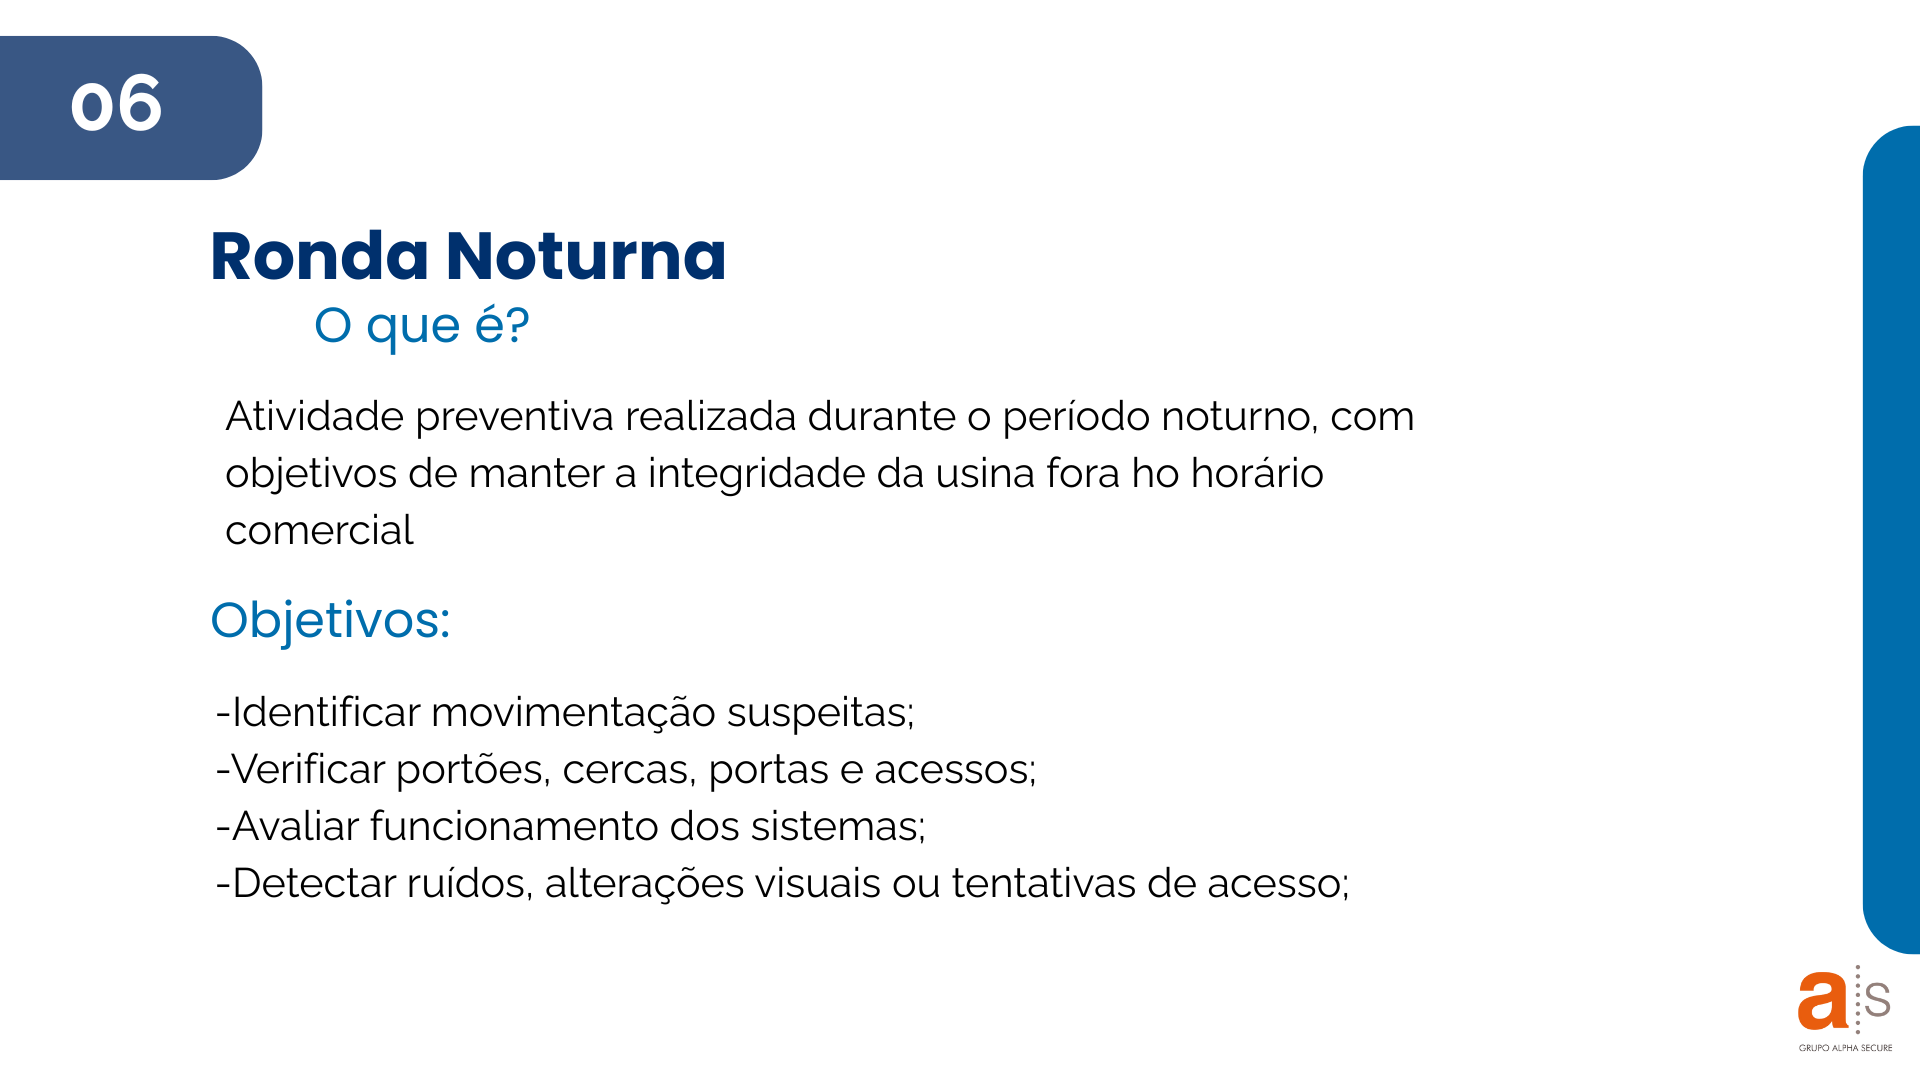 06
Ronda Noturna
O que é?
Atividade preventiva realizada durante o período noturno, com
objetivos de manter a integridade da usina fora ho horário
comercial
Objetivos:
-Identificar movimentação suspeitas;
-Verificar portões, cercas, portas e acessos;
-Avaliar funcionamento dos sistemas;
-Detectar ruídos, alterações visuais ou tentativas de acesso;
a s
GRUPO ALPHA SECURE